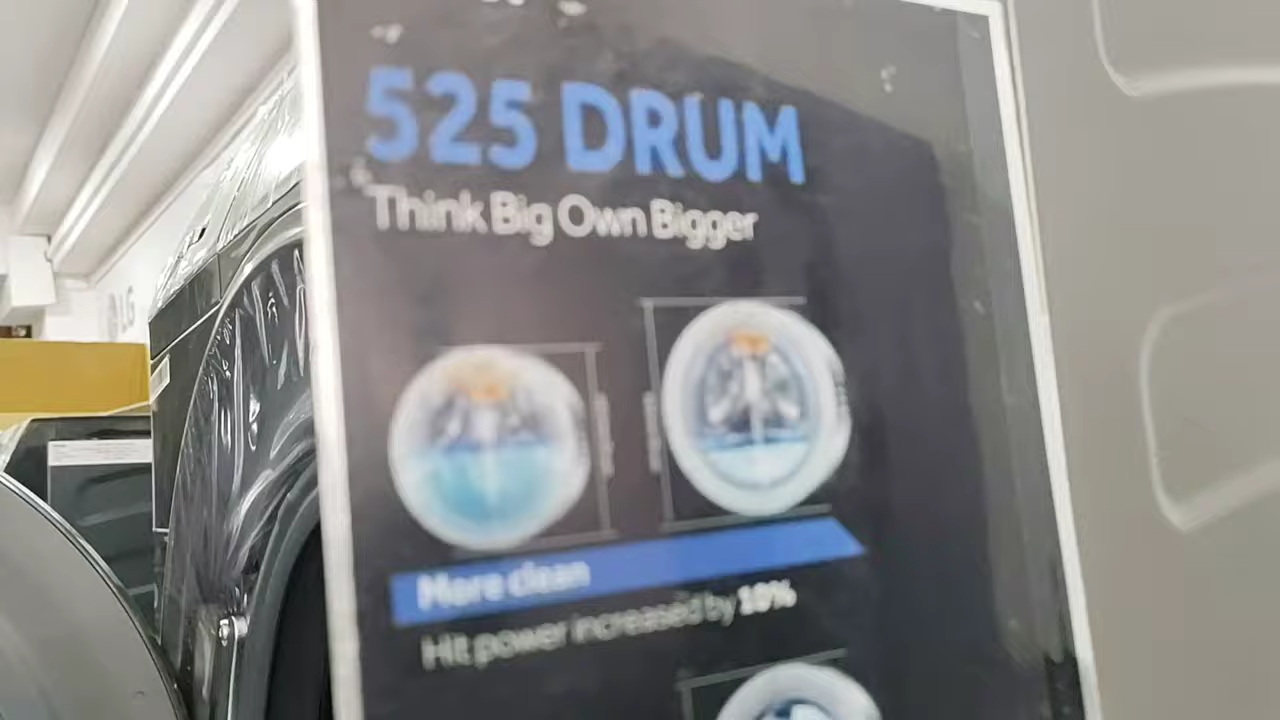 525 DRUM
Think Big Own Bigger
More clean
Hit power increased by 10%
LG